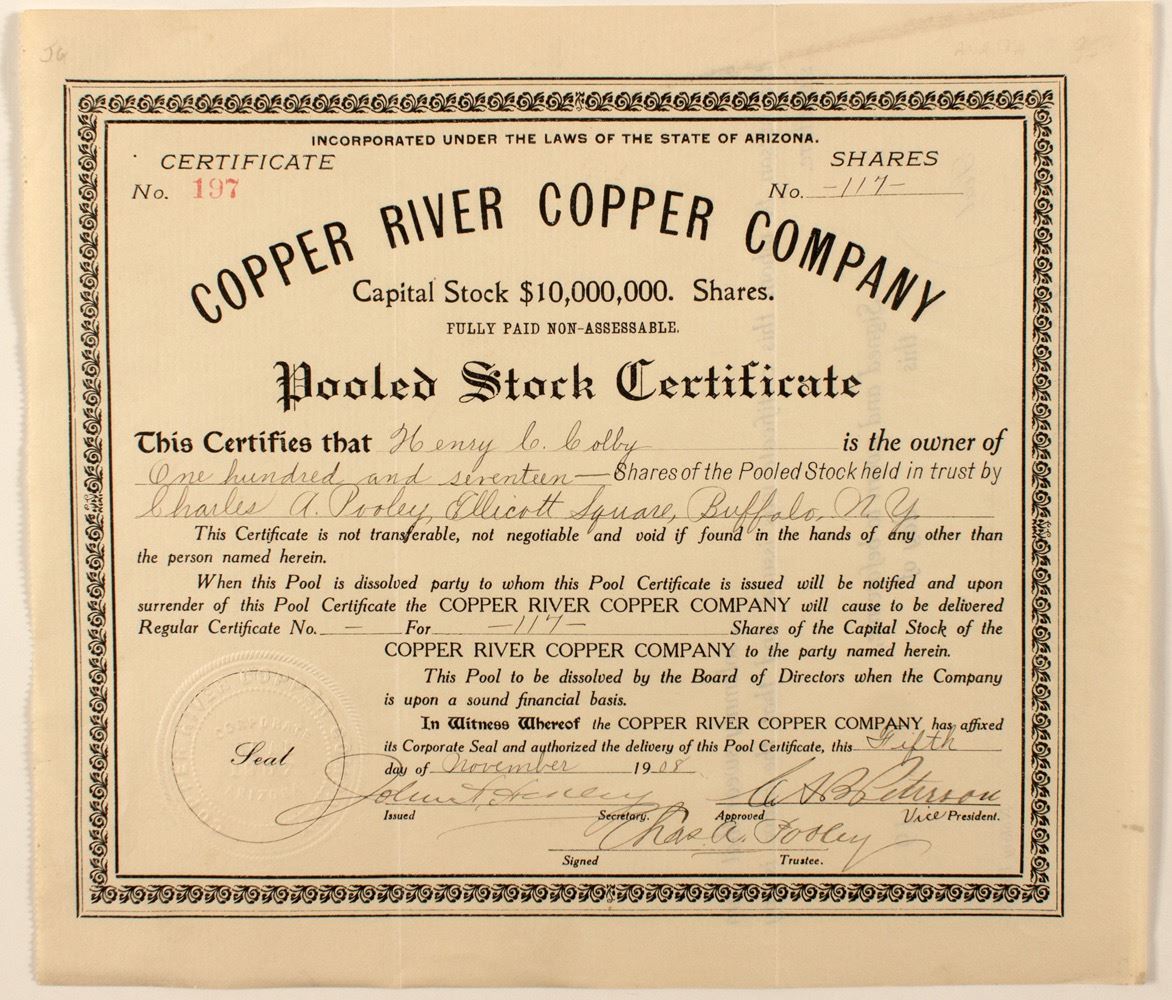 JG
INCORPORATED UNDER THE LAWS OF THE STATE OF ARIZONA.
CERTIFICATE
No. 197
SHARES
No. -117-
COPPER RIVER COPPER COMPANY
Capital Stock $10,000,000. Shares.
FULLY PAID NON-ASSESSABLE.
Pooled Stock Certificate
This Certifies that Henry C. Colby is the owner of
One hundred and seventeen— Shares of the Pooled Stock held in trust by
Charles A. Pooley, Ellicott Square, Buffalo, N Y
This Certificate is not transferable, not negotiable and void if found in the hands of any other than
the person named herein.
When this Pool is dissolved party to whom this Pool Certificate is issued will be notified and upon
surrender of this Pool Certificate the COPPER RIVER COPPER COMPANY will cause to be delivered
Regular Certificate No. - For -117- Shares of the Capital Stock of the
COPPER RIVER COPPER COMPANY to the party named herein.
This Pool to be dissolved by the Board of Directors when the Company
is upon a sound financial basis.
In Witness Whereof the COPPER RIVER COPPER COMPANY has affixed
its Corporate Seal and authorized the delivery of this Pool Certificate, this Fifth
day of November 1908
CORPORATE
Seal
Peterson
Issued Secretary. Approved Vice President.
Chas. A. Pooley
Signed Trustee.